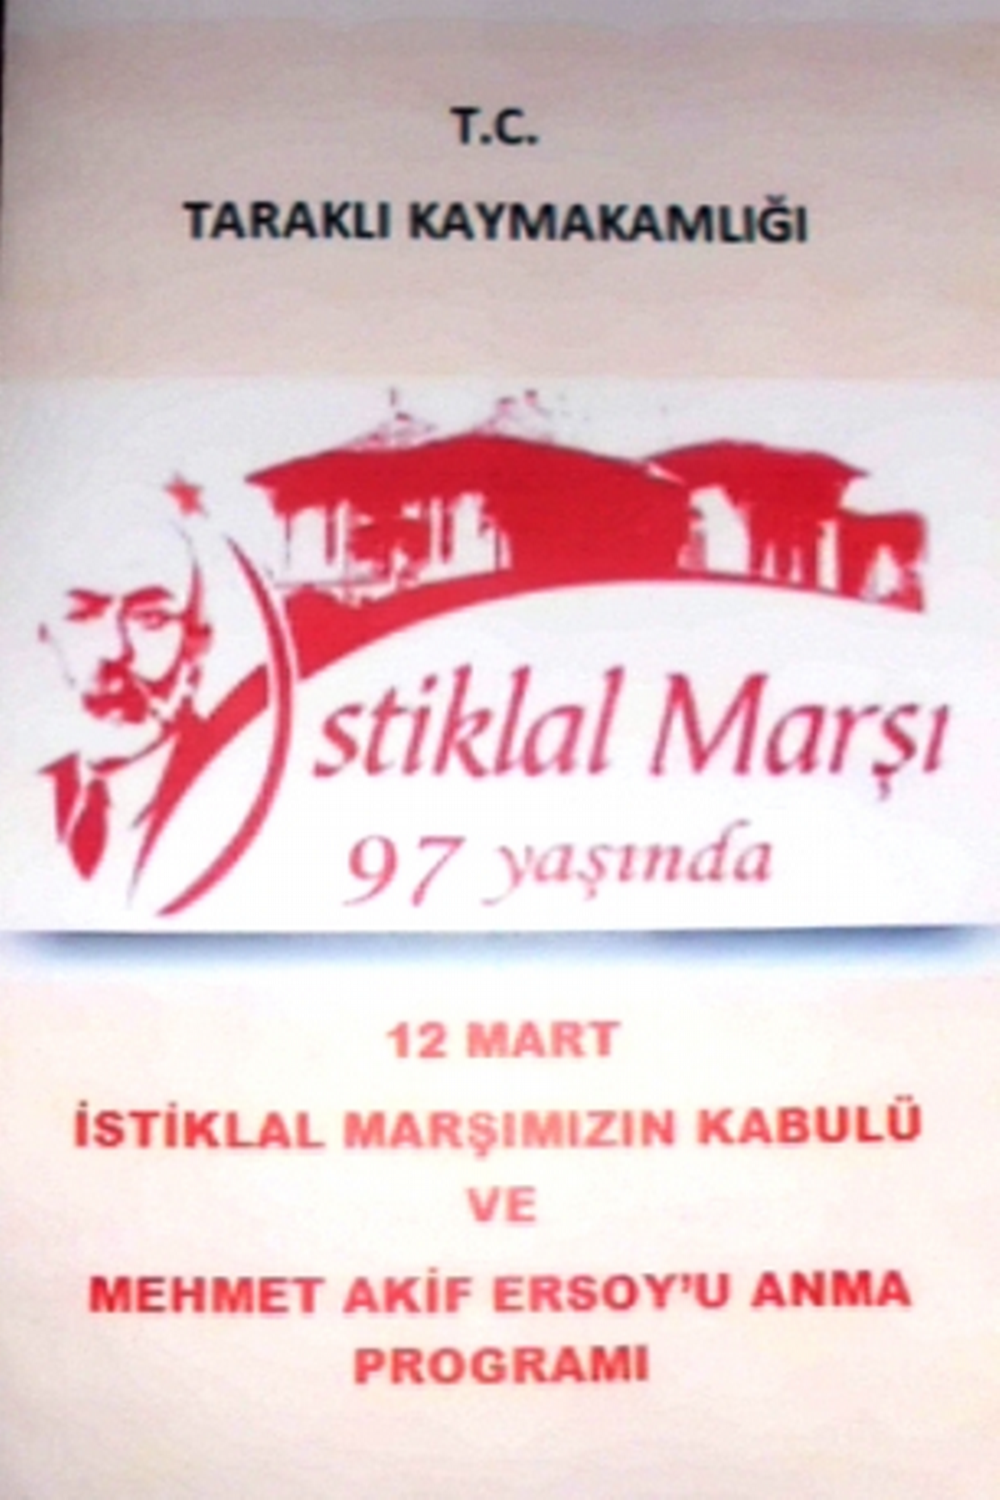 T.C.
TARAKLI KAYMAKAMLIĞI
İstiklal Marşı
97 yaşında
12 MART
İSTİKLAL MARŞIMIZIN KABULÜ
VE
MEHMET AKİF ERSOY'U ANMA
PROGRAMI